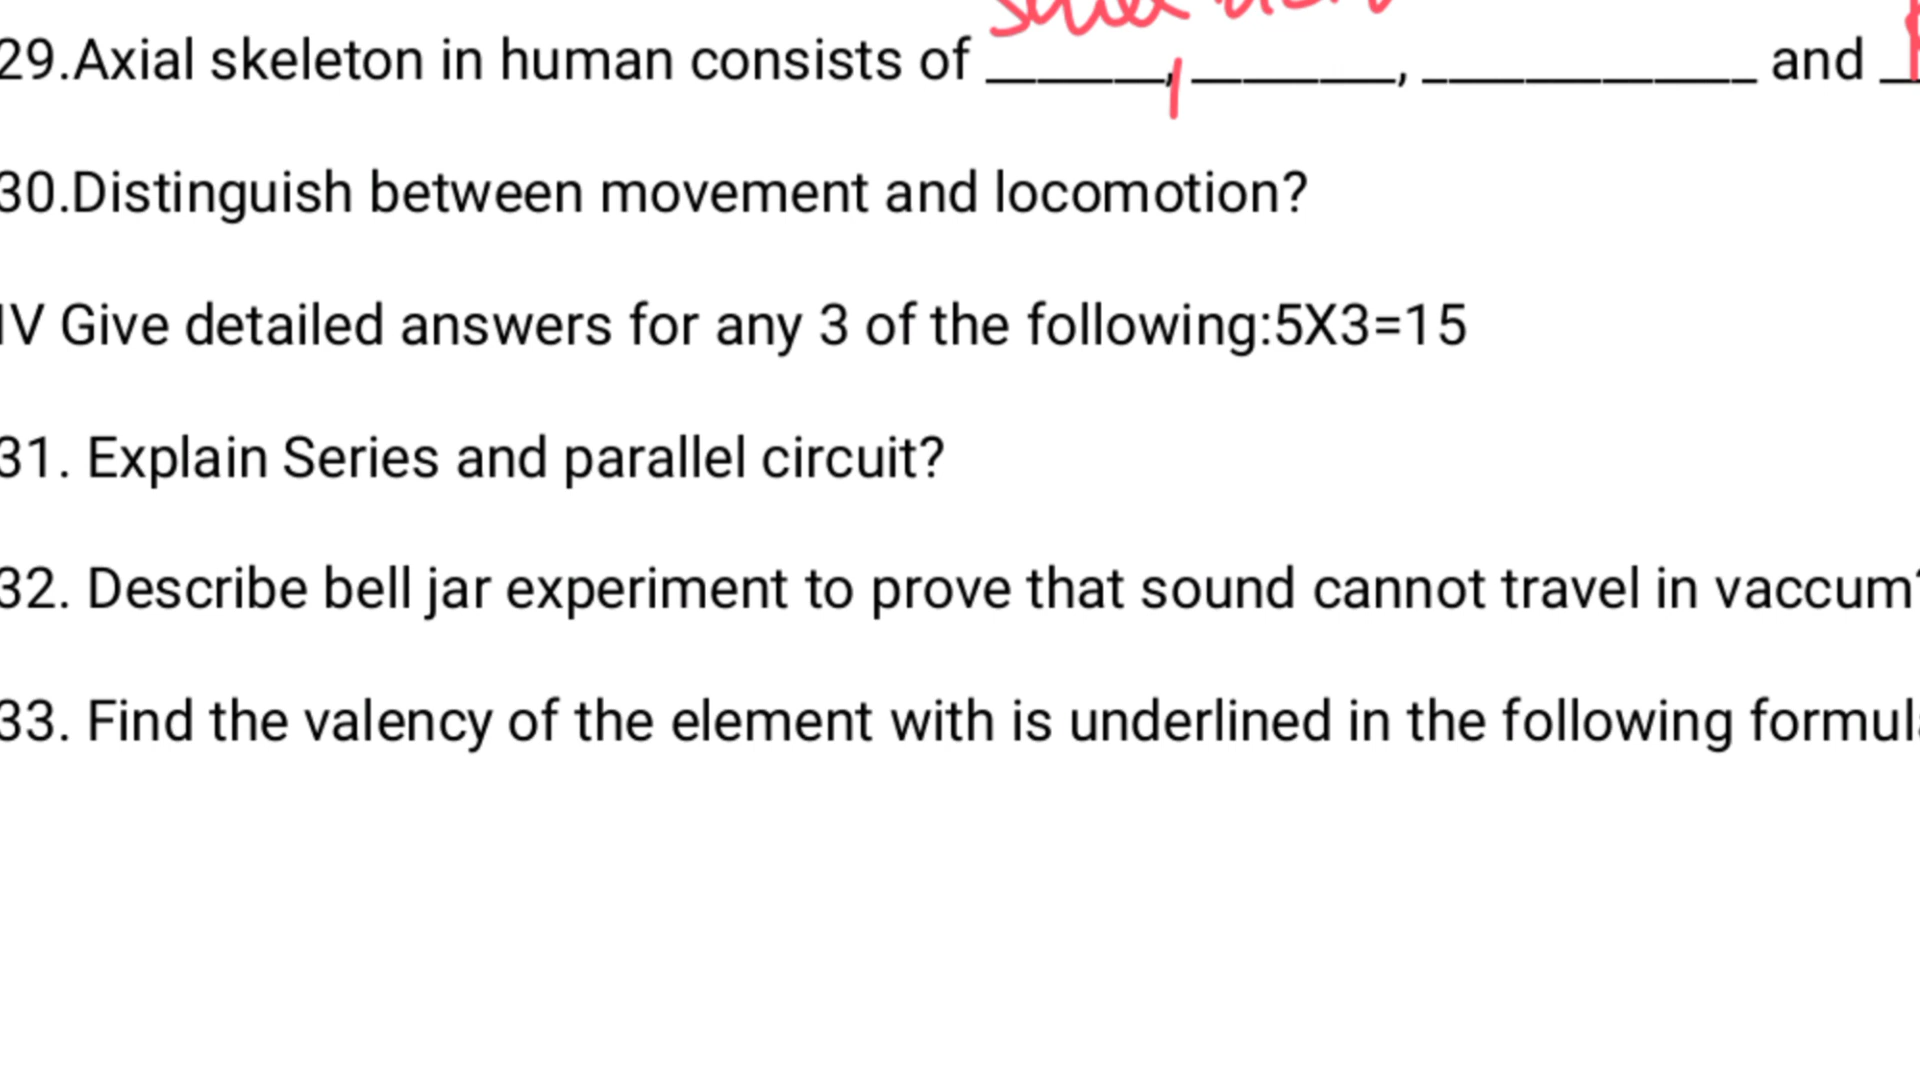 29.Axial skeleton in human consists of _______,________, _____________ and __
30.Distinguish between movement and locomotion?
IV Give detailed answers for any 3 of the following:5X3=15
31. Explain Series and parallel circuit?
32. Describe bell jar experiment to prove that sound cannot travel in vaccum?
33. Find the valency of the element with is underlined in the following